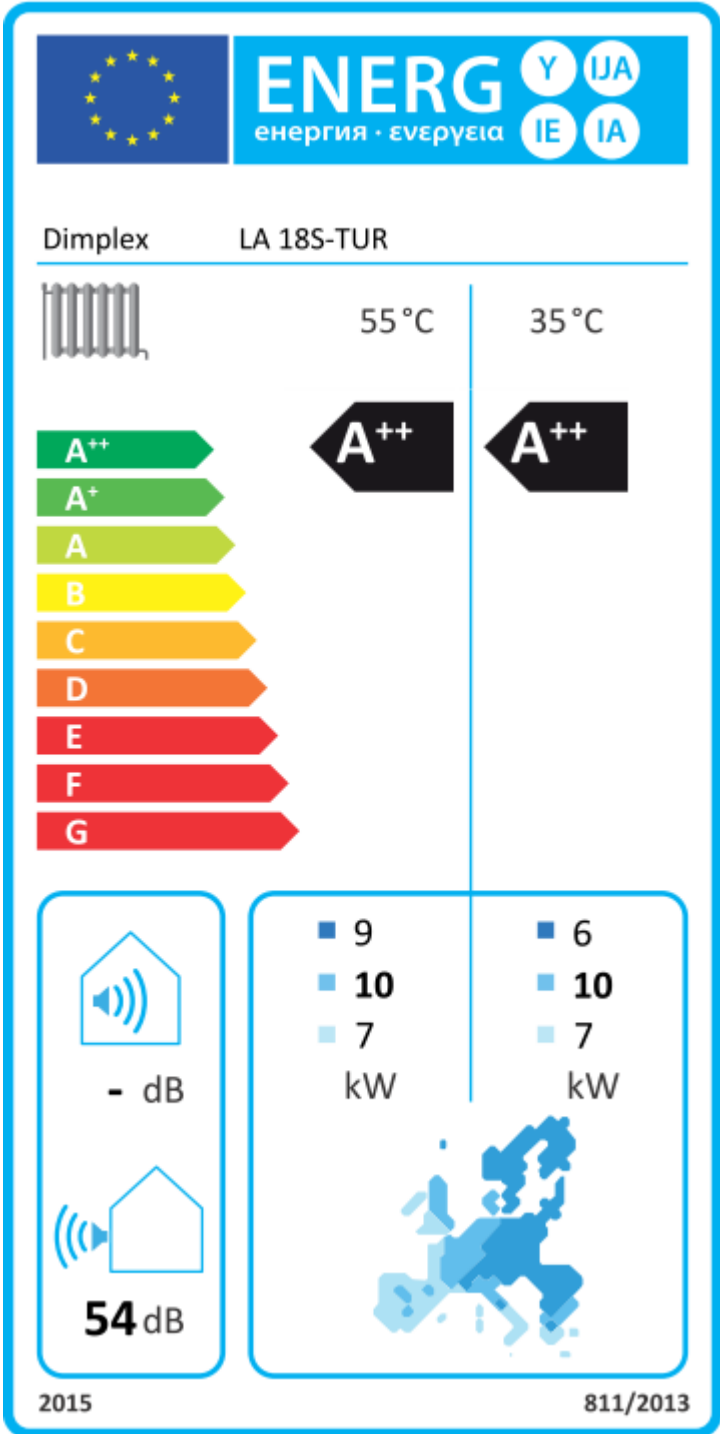 ENERG Y IJA
енергия · ενεργεια IE IA
Dimplex LA 18S-TUR
55 °C 35 °C
A++ A++
A++
A+
A
B
C
D
E
F
G
9 6
10 10
7 7
kW kW
- dB
54 dB
2015 811/2013